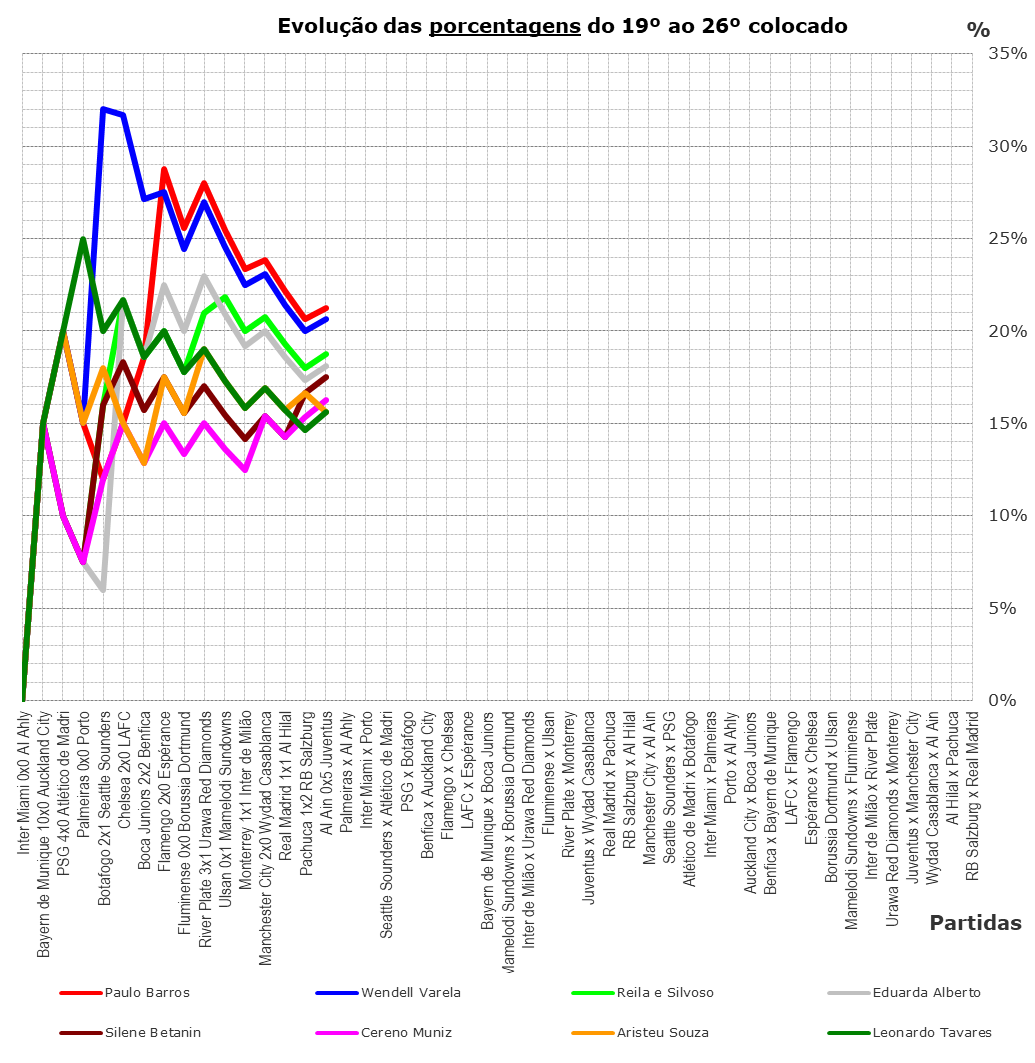 Evolução das porcentagens do 19º ao 26º colocado
%
35%
30%
25%
20%
15%
10%
5%
0%
Inter Miami 0x0 Al Ahly
Bayern de Munique 10x0 Auckland City
PSG 4x0 Atlético de Madri
Palmeiras 0x0 Porto
Botafogo 2x1 Seattle Sounders
Chelsea 2x0 LAFC
Boca Juniors 2x2 Benfica
Flamengo 2x0 Espérance
Fluminense 0x0 Borussia Dortmund
River Plate 3x1 Urawa Red Diamonds
Ulsan 0x1 Mamelodi Sundowns
Monterrey 1x1 Inter de Milão
Manchester City 2x0 Wydad Casablanca
Real Madrid 1x1 Al Hilal
Pachuca 1x2 RB Salzburg
Al Ain 0x5 Juventus
Palmeiras x Al Ahly
Inter Miami x Porto
Seattle Sounders x Atlético de Madri
PSG x Botafogo
Benfica x Auckland City
Flamengo x Chelsea
LAFC x Espérance
Bayern de Munique x Boca Juniors
Mamelodi Sundowns x Borussia Dortmund
Inter de Milão x Urawa Red Diamonds
Fluminense x Ulsan
River Plate x Monterrey
Juventus x Wydad Casablanca
Real Madrid x Pachuca
RB Salzburg x Al Hilal
Manchester City x Al Ain
Seattle Sounders x PSG
Atlético de Madri x Botafogo
Inter Miami x Palmeiras
Porto x Al Ahly
Auckland City x Boca Juniors
Benfica x Bayern de Munique
LAFC x Flamengo
Espérance x Chelsea
Borussia Dortmund x Ulsan
Mamelodi Sundowns x Fluminense
Inter de Milão x River Plate
Urawa Red Diamonds x Monterrey
Juventus x Manchester City
Wydad Casablanca x Al Ain
Al Hilal x Pachuca
RB Salzburg x Real Madrid
Partidas
Paulo Barros
Wendell Varela
Reila e Silvoso
Eduarda Alberto
Silene Betanin
Cereno Muniz
Aristeu Souza
Leonardo Tavares